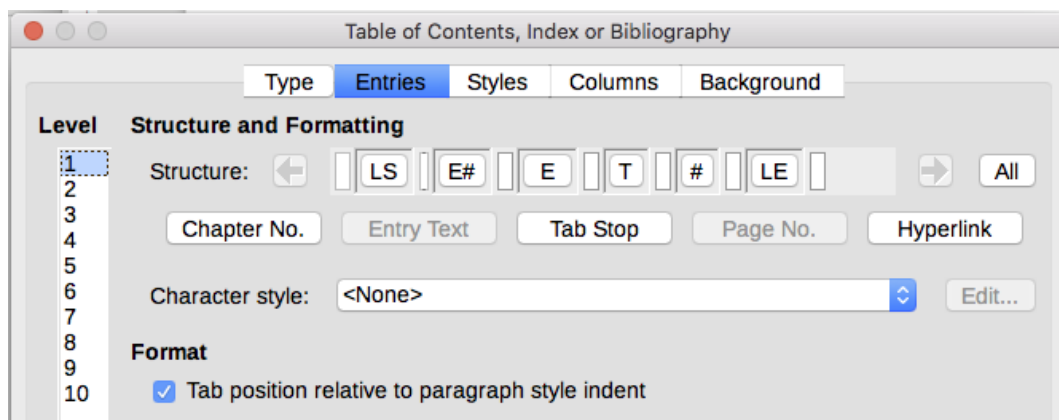 Table of Contents, Index or Bibliography
Type Entries Styles Columns Background
Level Structure and Formatting
1
2
3
4
5
6
7
8
9
10
Structure: LS E# E T # LE All
Chapter No. Entry Text Tab Stop Page No. Hyperlink
Character style: <None> Edit...
Format
Tab position relative to paragraph style indent